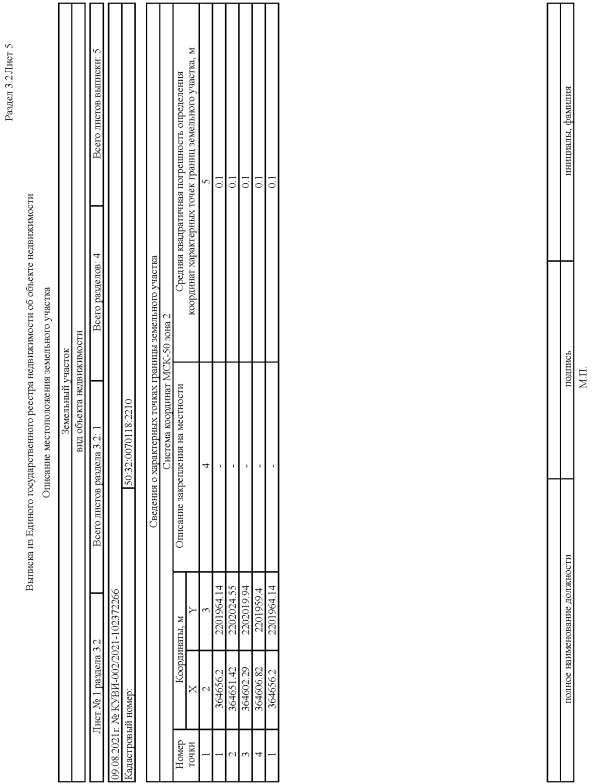 Раздел 3.2 Лист 5
Выписка из Единого государственного реестра недвижимости об объекте недвижимости
Описание местоположения земельного участка
Земельный участок
вид объекта недвижимости
Лист № 1 раздела 3.2 Всего листов раздела 3.2: 1 Всего разделов: 4 Всего листов выписки: 5
09.08.2021г. № КУВИ-002/2021-102372266
Кадастровый номер: 50:32:0070118:2210
Сведения о характерных точках границы земельного участка
Система координат МСК-50 зона 2
Номер точки Координаты, м Описание закрепления на местности Средняя квадратичная погрешность определения координат характерных точек границ земельного участка, м
X Y
1 2 3 4 5
1 364656.2 2201964.14 - 0.1
2 364651.42 2202024.55 - 0.1
3 364602.29 2202019.94 - 0.1
4 364606.82 2201959.4 - 0.1
1 364656.2 2201964.14 - 0.1
полное наименование должности подпись инициалы, фамилия
М.П.